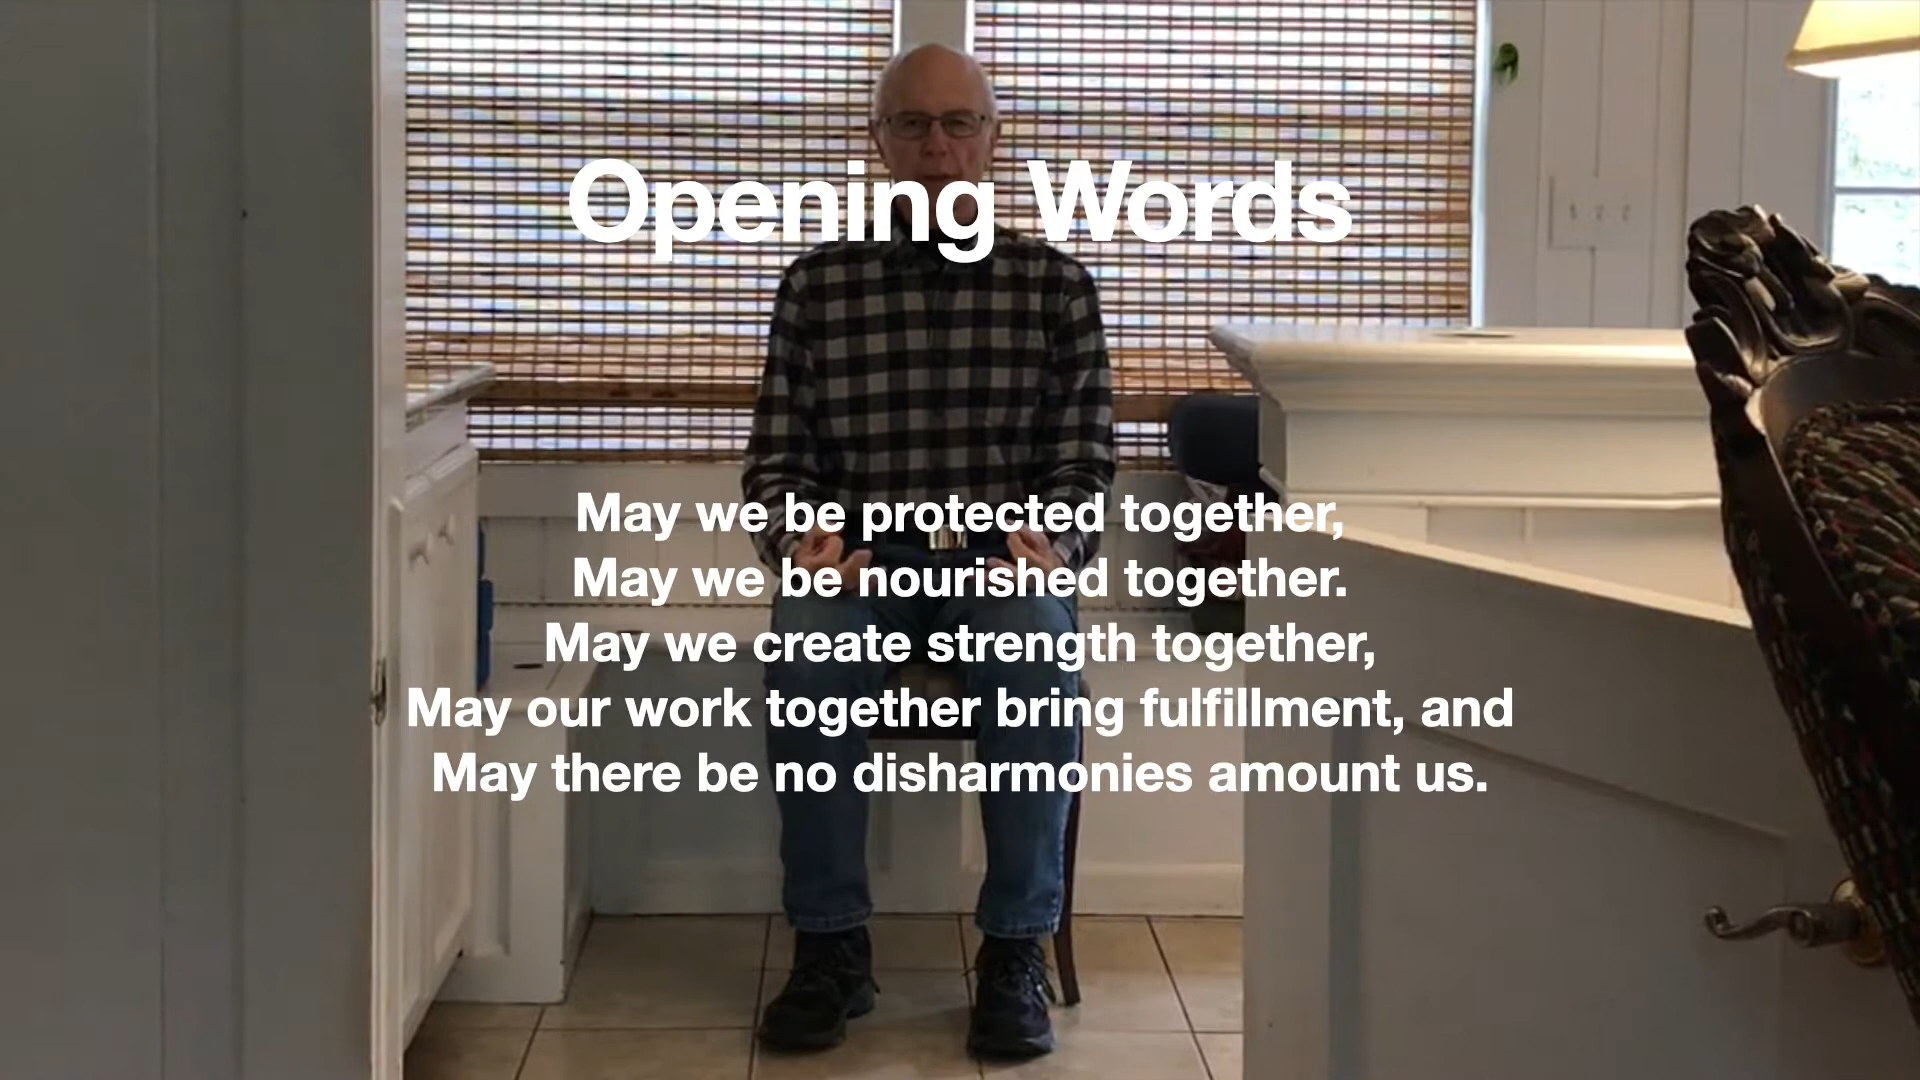 Opening Words
May we be protected together,
May we be nourished together.
May we create strength together,
May our work together bring fulfillment, and
May there be no disharmonies amount us.